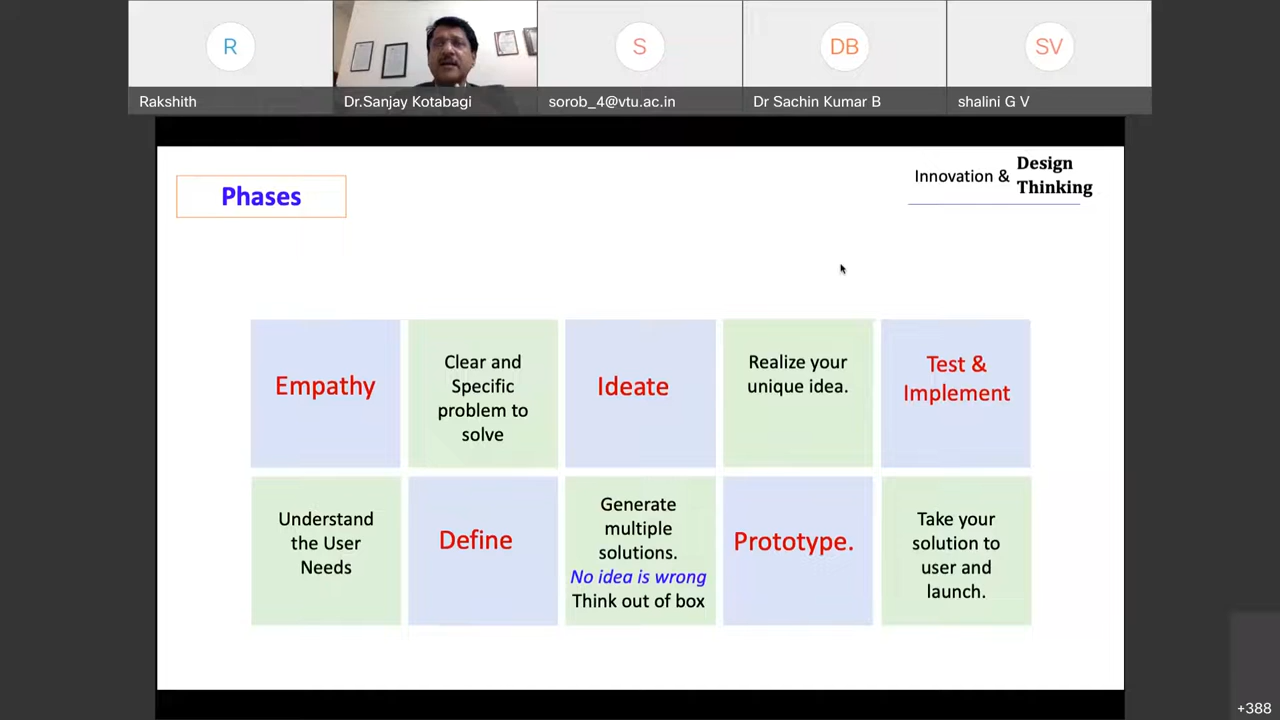 R
S
DB
SV
Rakshith
Dr.Sanjay Kotabagi
sorob_4@vtu.ac.in
Dr Sachin Kumar B
shalini G V
Phases
Innovation &
Design
Thinking
Empathy
Clear and
Specific
problem to
solve
Ideate
Realize your
unique idea.
Test &
Implement
Understand
the User
Needs
Define
Generate
multiple
solutions.
No idea is wrong
Think out of box
Prototype.
Take your
solution to
user and
launch.
+388